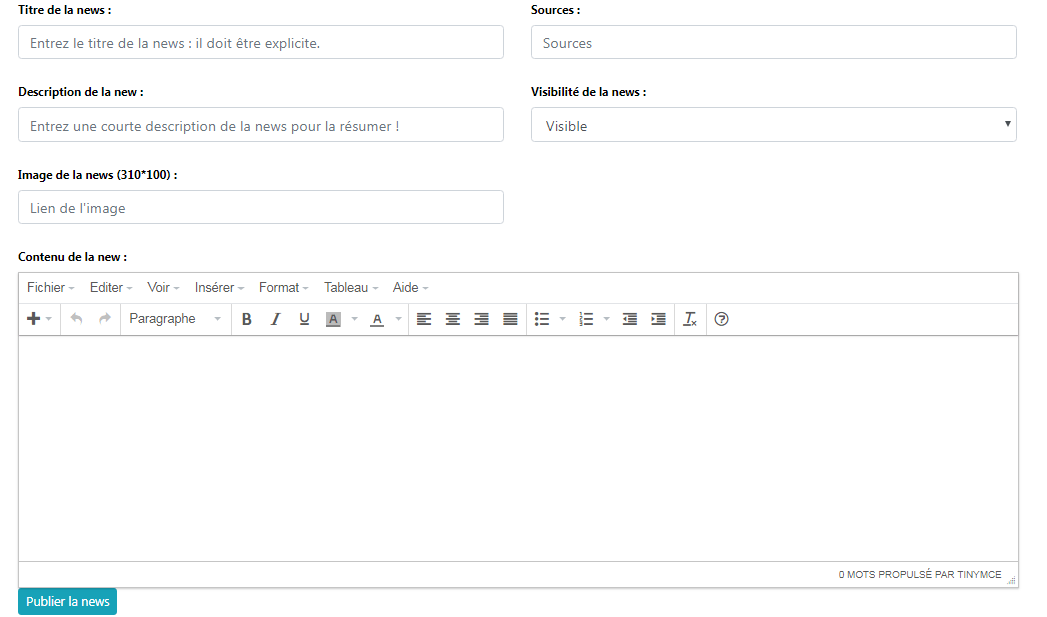 Titre de la news :
Sources :
Entrez le titre de la news : il doit être explicite.
Sources
Description de la new :
Visibilité de la news :
Entrez une courte description de la news pour la résumer !
Visible
Image de la news (310*100) :
Lien de l'image
Contenu de la new :
Fichier Editer Voir Insérer Format Tableau Aide
Paragraphe B I U A A
0 MOTS PROPULSÉ PAR TINYMCE
Publier la news